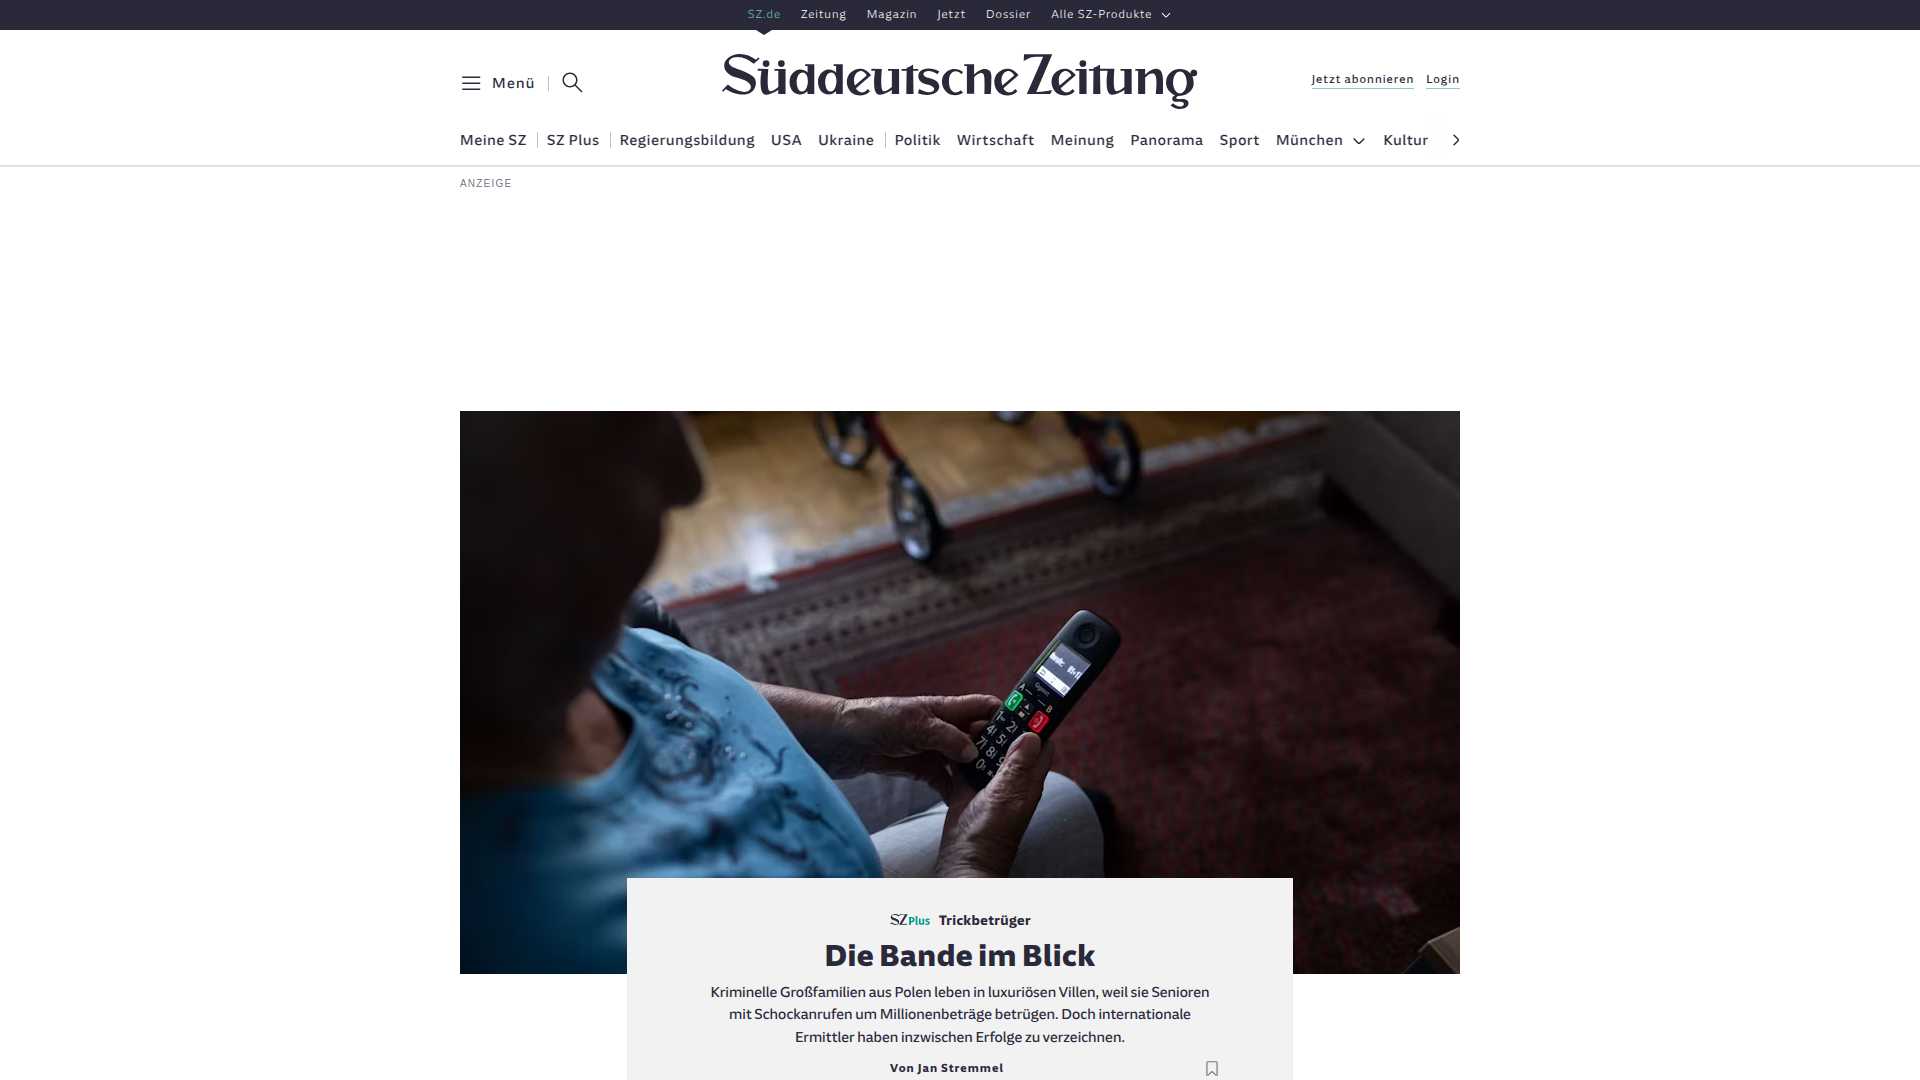 SZ.de Zeitung Magazin Jetzt Dossier Alle SZ-Produkte
Menü
Süddeutsche Zeitung
Jetzt abonnieren Login
Meine SZ SZ Plus Regierungsbildung USA Ukraine Politik Wirtschaft Meinung Panorama Sport München Kultur
ANZEIGE
SZ Plus Trickbetrüger
Die Bande im Blick
Kriminelle Großfamilien aus Polen leben in luxuriösen Villen, weil sie Senioren
mit Schockanrufen um Millionenbeträge betrügen. Doch internationale
Ermittler haben inzwischen Erfolge zu verzeichnen.
Von Jan Stremmel